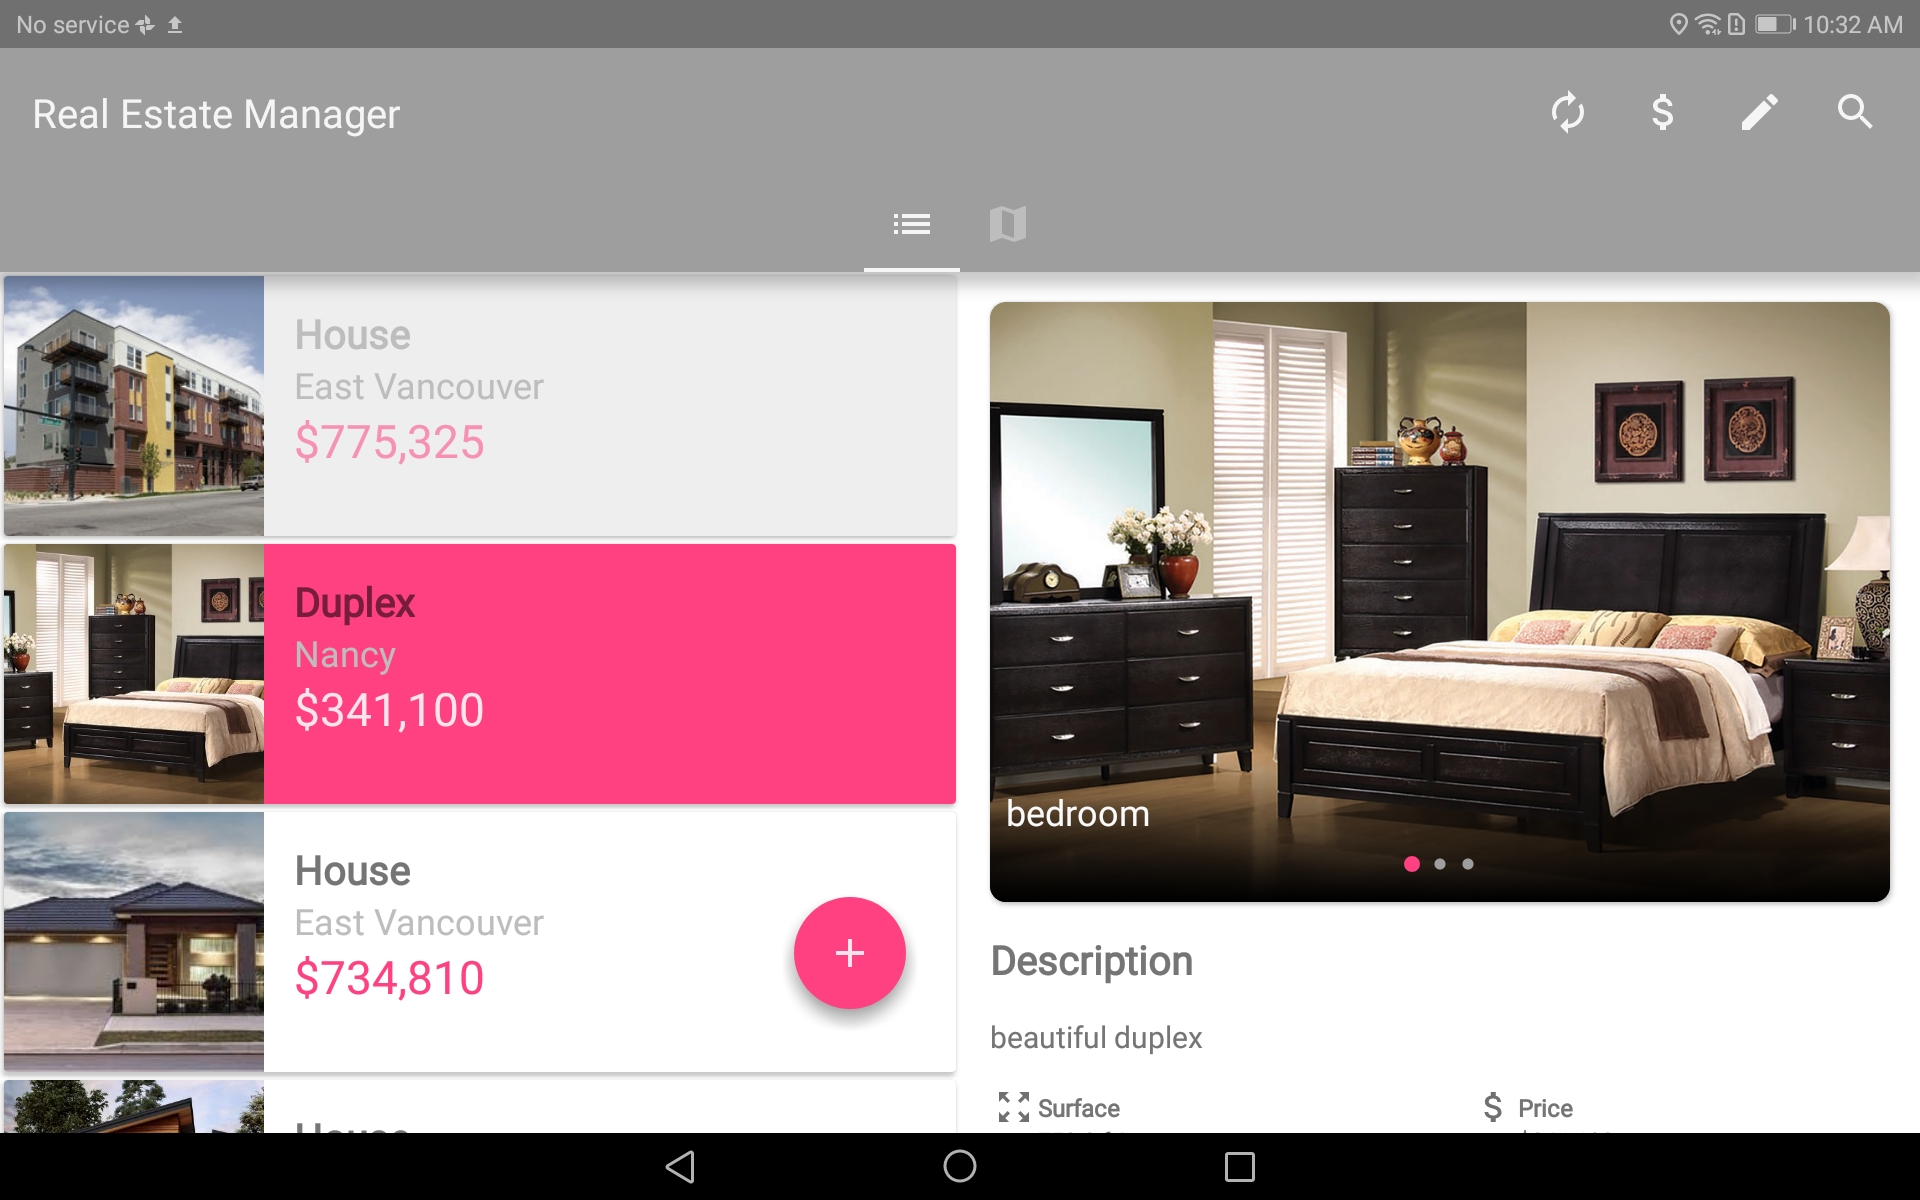 No service
10:32 AM
Real Estate Manager
House
East Vancouver
$775,325
Duplex
Nancy
$341,100
House
East Vancouver
$734,810
House
bedroom
Description
beautiful duplex
Surface
Price